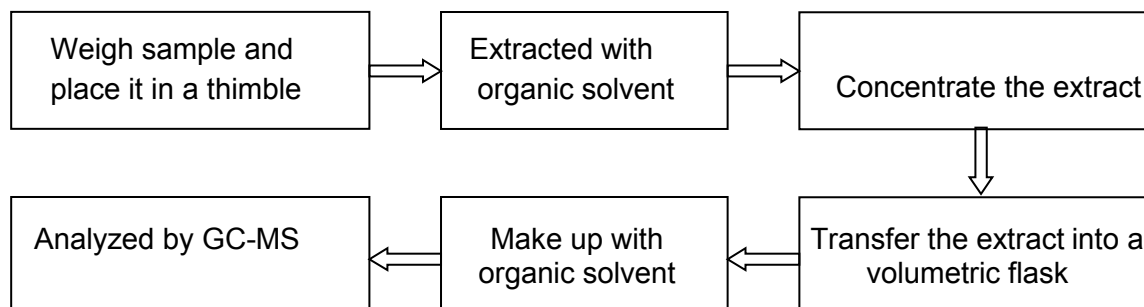 Weigh sample and
place it in a thimble
Extracted with
organic solvent
Concentrate the extract
Transfer the extract into a
volumetric flask
Make up with
organic solvent
Analyzed by GC-MS